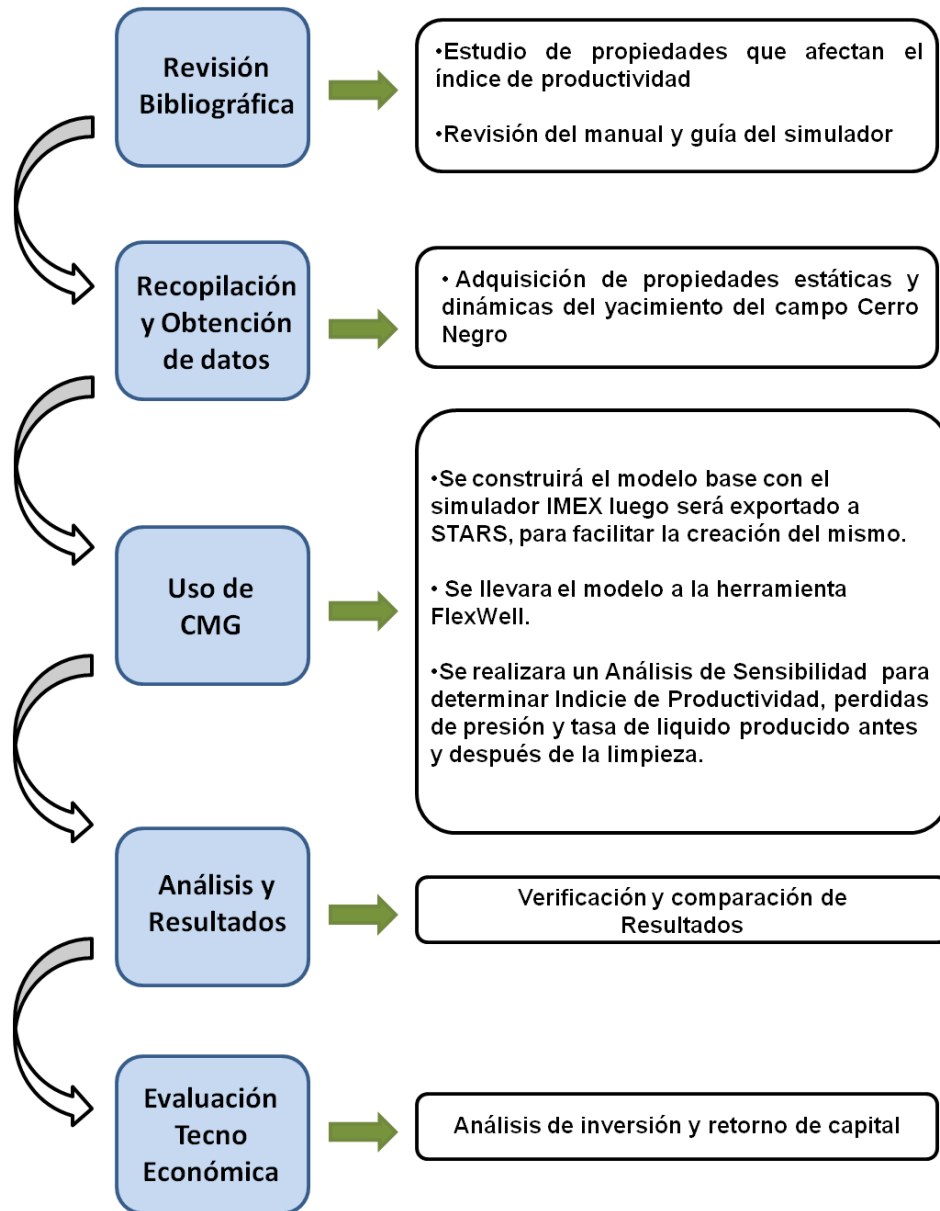 Revisión
Bibliográfica
•Estudio de propiedades que afectan el
índice de productividad
•Revisión del manual y guía del simulador
Recopilación
y Obtención
de datos
• Adquisición de propiedades estáticas y
dinámicas del yacimiento del campo Cerro
Negro
Uso de
CMG
•Se construirá el modelo base con el
simulador IMEX luego será exportado a
STARS, para facilitar la creación del mismo.
• Se llevara el modelo a la herramienta
FlexWell.
•Se realizara un Análisis de Sensibilidad para
determinar Indicie de Productividad, perdidas
de presión y tasa de liquido producido antes
y después de la limpieza.
Análisis y
Resultados
Verificación y comparación de
Resultados
Evaluación
Tecno
Económica
Análisis de inversión y retorno de capital